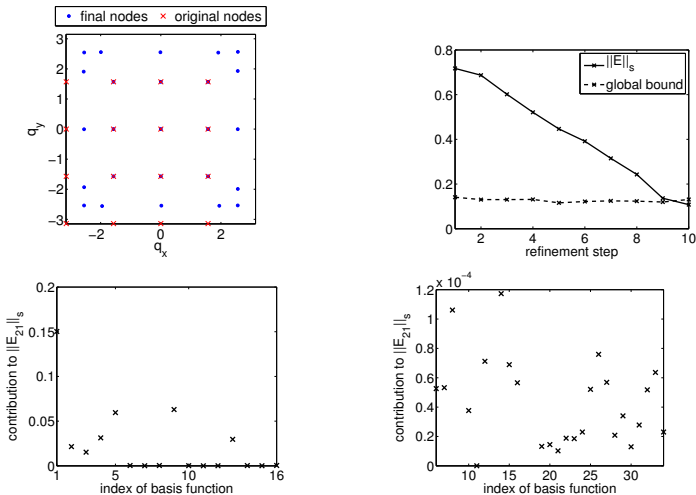 final nodes original nodes
3
2
1
0
−1
−2
−3
q_y
−2 0 2
q_x
0.8
0.6
0.4
0.2
0
||E||_s
global bound
2 4 6 8 10
refinement step
0.2
0.15
0.1
0.05
0
contribution to ||E_21||_s
1 5 10 16
index of basis function
x 10^−4
1.2
1
0.8
0.6
0.4
0.2
0
contribution to ||E_21||_s
10 15 20 25 30
index of basis function